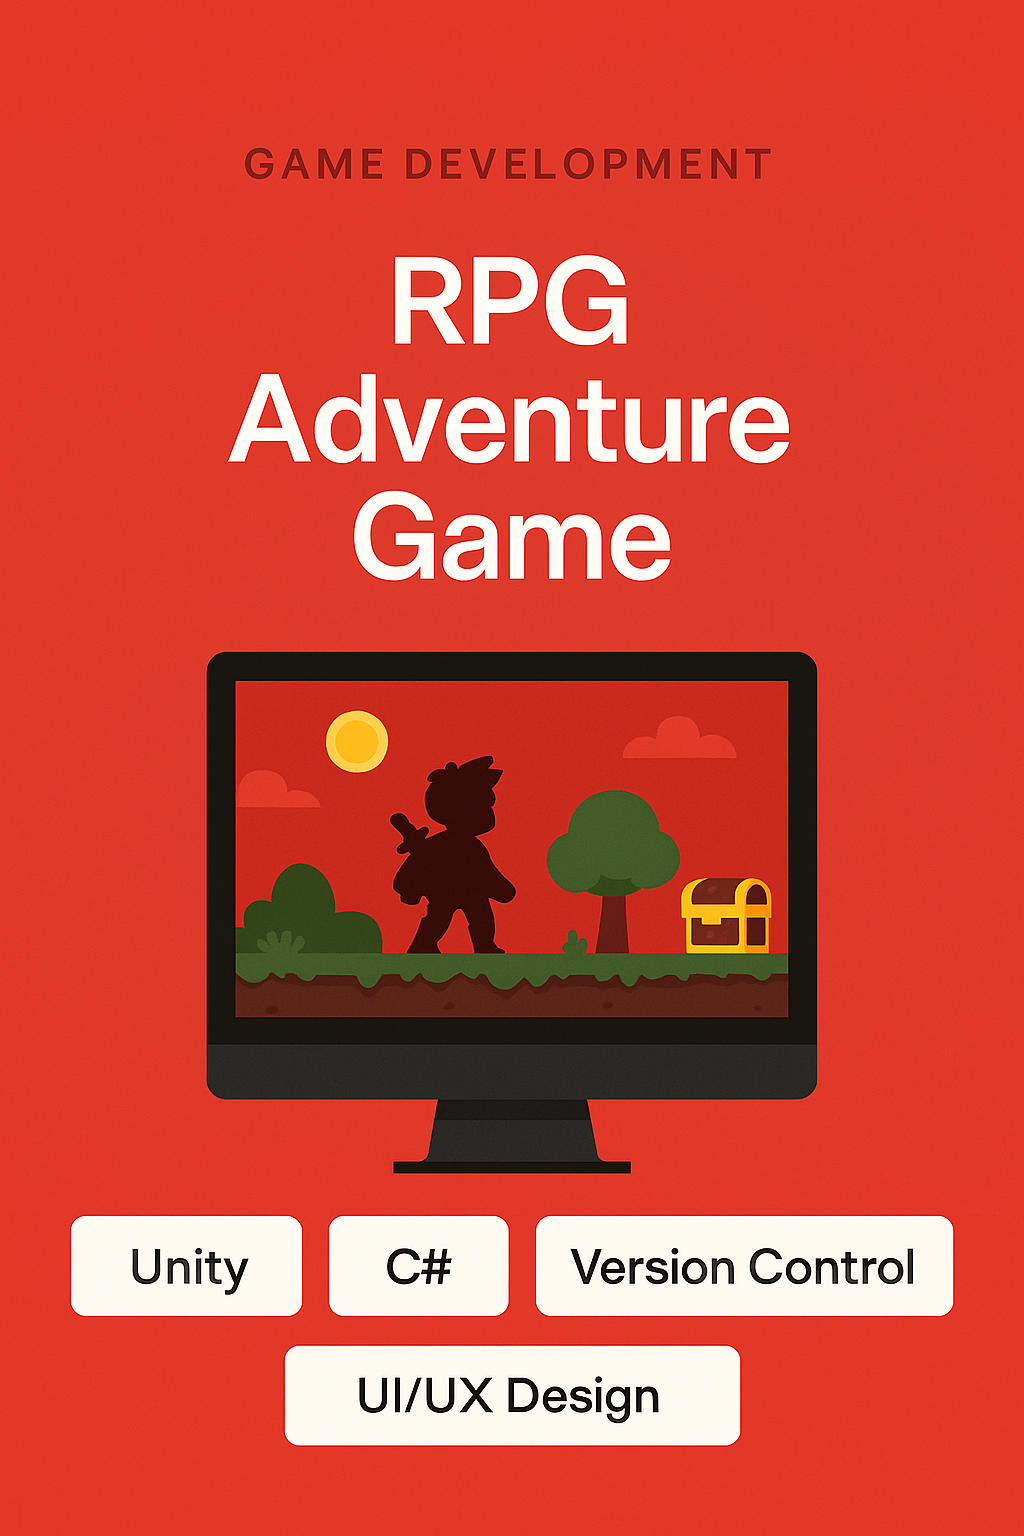 GAME DEVELOPMENT
RPG
Adventure
Game
Unity
C#
Version Control
UI/UX Design